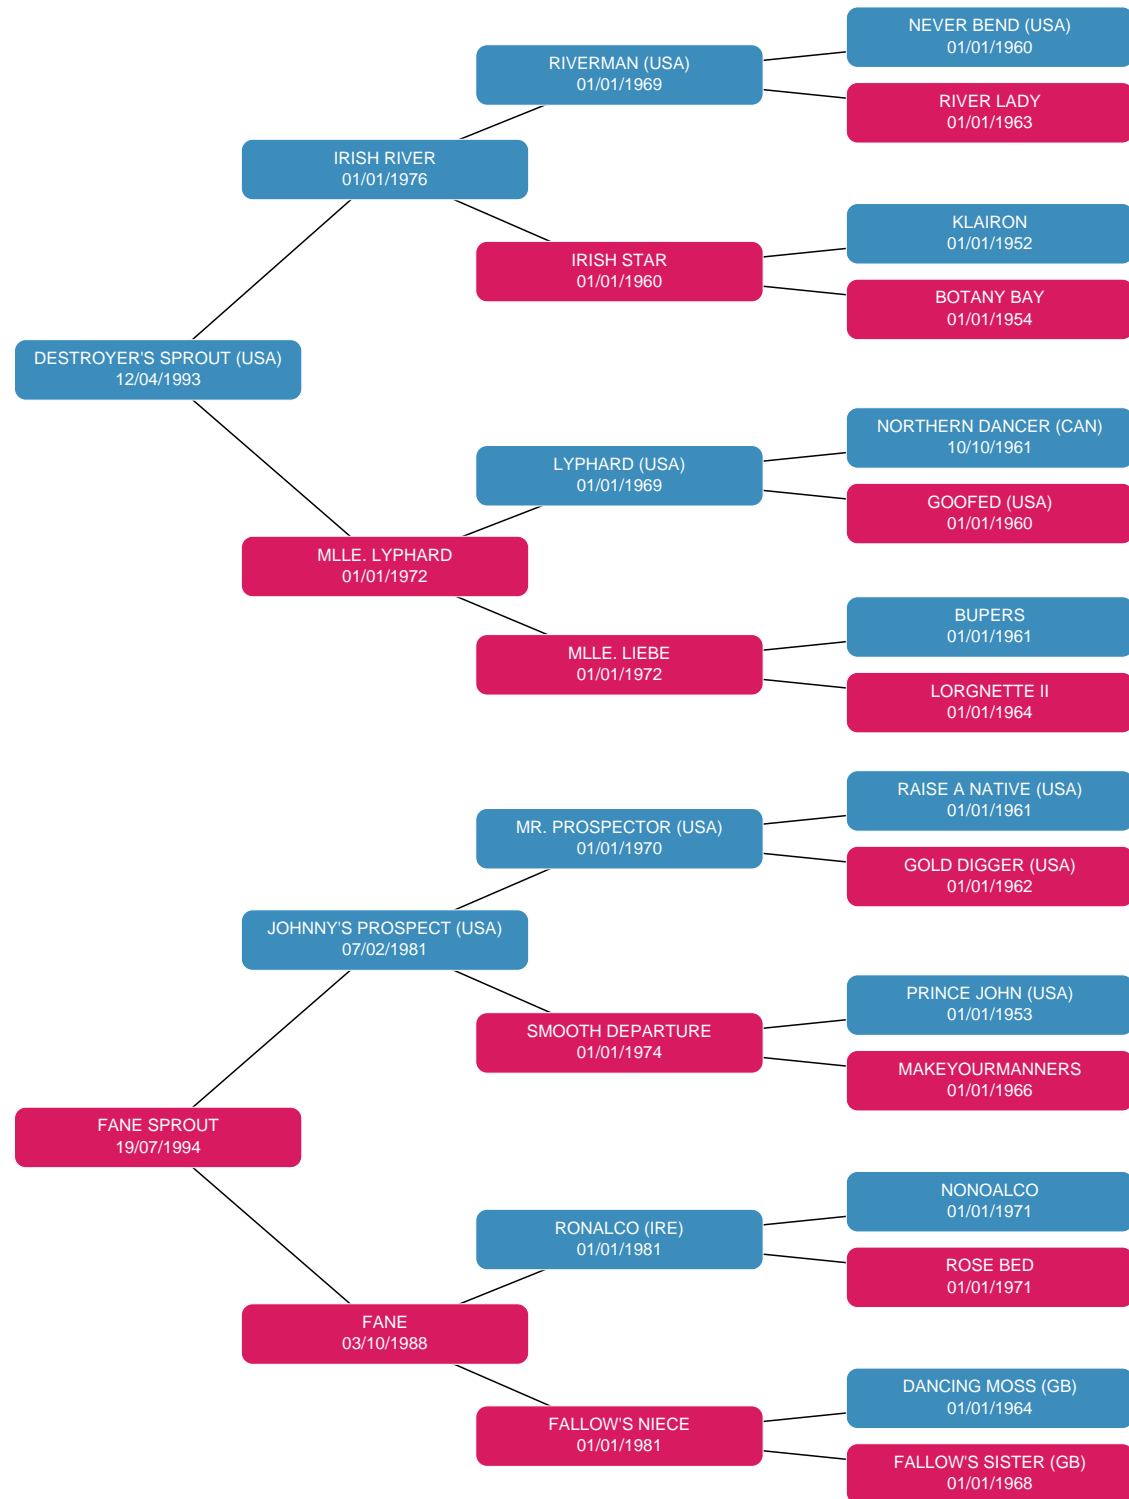 NEVER BEND (USA)
01/01/1960
RIVERMAN (USA)
01/01/1969
RIVER LADY
01/01/1963
IRISH RIVER
01/01/1976
KLAIRON
01/01/1952
IRISH STAR
01/01/1960
BOTANY BAY
01/01/1954
DESTROYER'S SPROUT (USA)
12/04/1993
NORTHERN DANCER (CAN)
10/10/1961
LYPHARD (USA)
01/01/1969
GOOFED (USA)
01/01/1960
MLLE. LYPHARD
01/01/1972
BUPERS
01/01/1961
MLLE. LIEBE
01/01/1972
LORGNETTE II
01/01/1964
RAISE A NATIVE (USA)
01/01/1961
MR. PROSPECTOR (USA)
01/01/1970
GOLD DIGGER (USA)
01/01/1962
JOHNNY'S PROSPECT (USA)
07/02/1981
PRINCE JOHN (USA)
01/01/1953
SMOOTH DEPARTURE
01/01/1974
MAKEYOURMANNERS
01/01/1966
FANE SPROUT
19/07/1994
NONOALCO
01/01/1971
RONALCO (IRE)
01/01/1981
ROSE BED
01/01/1971
FANE
03/10/1988
DANCING MOSS (GB)
01/01/1964
FALLOW'S NIECE
01/01/1981
FALLOW'S SISTER (GB)
01/01/1968